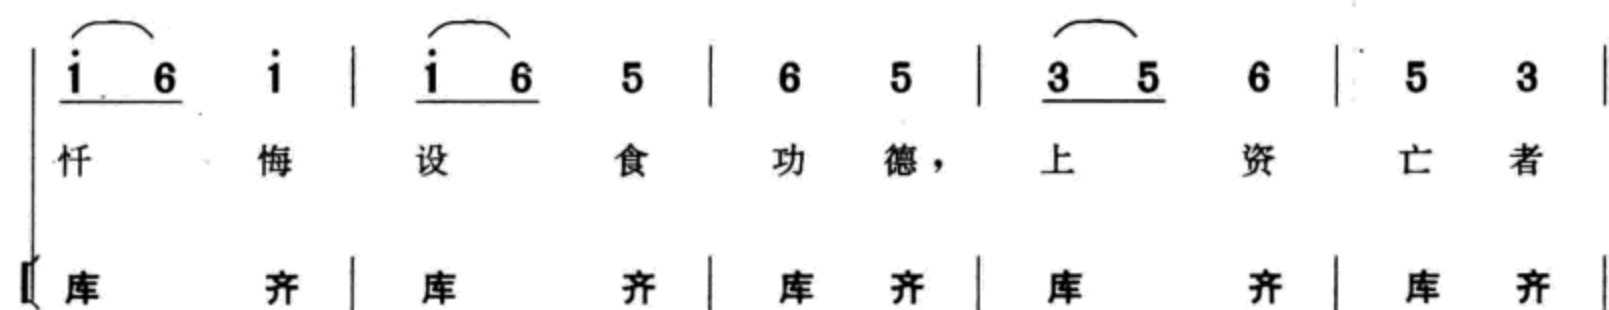 i 6 i | i 6 5 | 6 5 | 3 5 6 | 5 3 |
忏 悔 设 食 功 德， 上 资 亡 者
库 齐 | 库 齐 | 库 齐 | 库 齐 | 库 齐 |